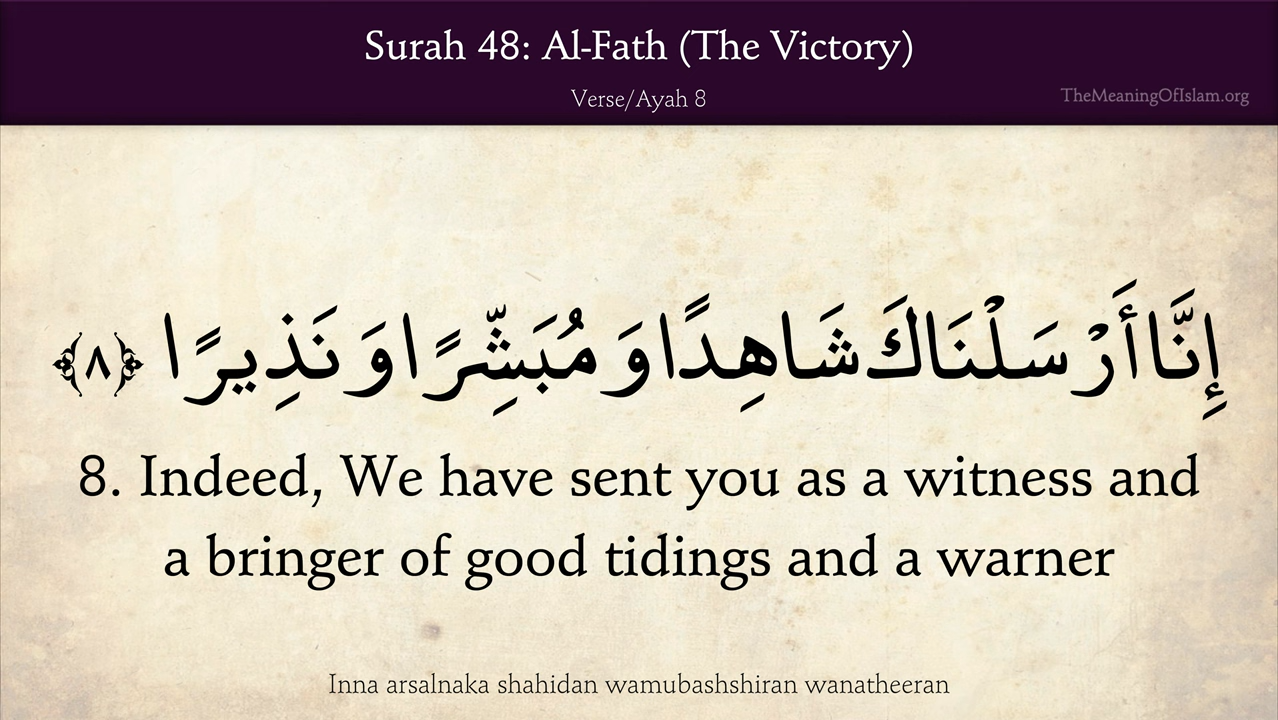 Surah 48: Al-Fath (The Victory)
Verse/Ayah 8
TheMeaningOfIslam.org
إِنَّا أَرْسَلْنَاكَ شَاهِدًا وَمُبَشِّرًا وَنَذِيرًا ﴿٨﴾
8. Indeed, We have sent you as a witness and
a bringer of good tidings and a warner
Inna arsalnaka shahidan wamubashshiran wanatheeran